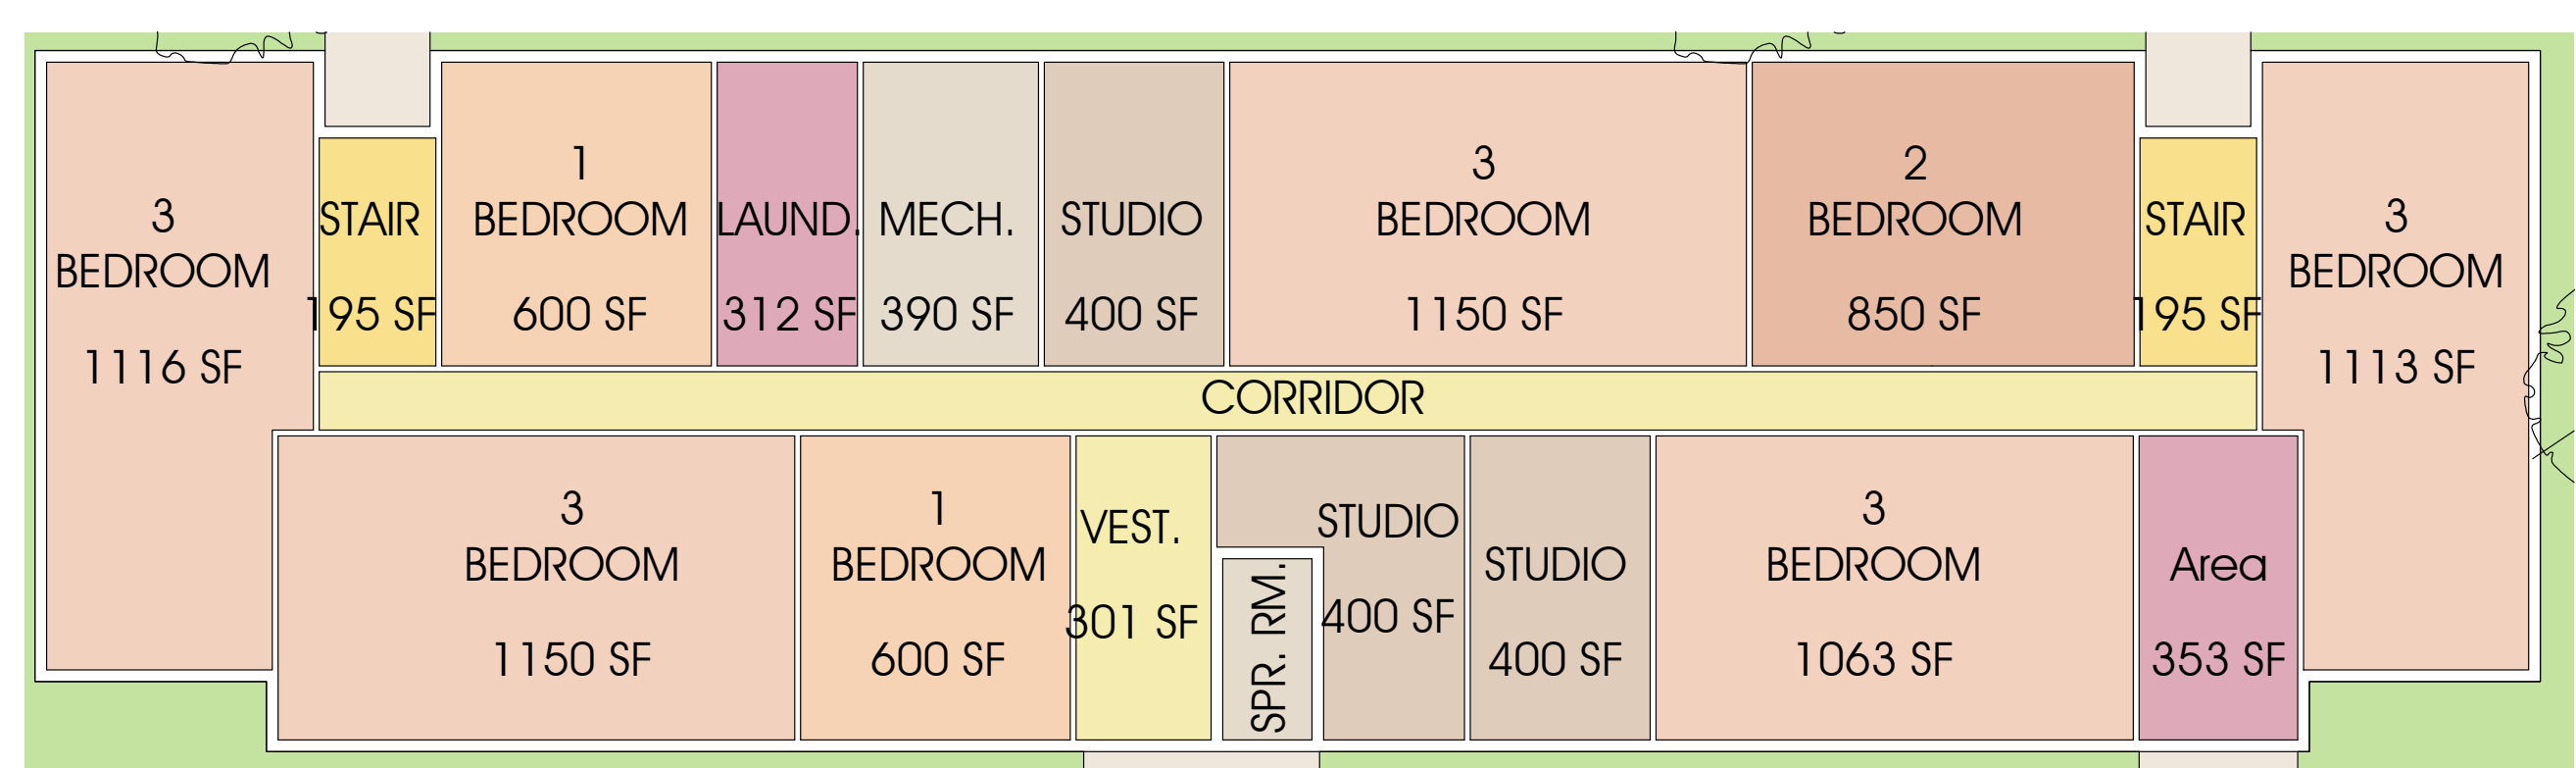 3
BEDROOM
1116 SF
STAIR
195 SF
1
BEDROOM
600 SF
LAUND.
312 SF
MECH.
390 SF
STUDIO
400 SF
3
BEDROOM
1150 SF
2
BEDROOM
850 SF
STAIR
195 SF
3
BEDROOM
1113 SF
CORRIDOR
3
BEDROOM
1150 SF
1
BEDROOM
600 SF
VEST.
301 SF
SPR. RM.
STUDIO
400 SF
STUDIO
400 SF
3
BEDROOM
1063 SF
Area
353 SF